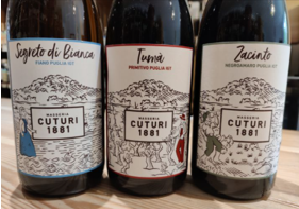 Segreto di Bianca
FIANO PUGLIA IGT
MASSERIA
CUTURI
1881
Tumà
PRIMITIVO PUGLIA IGT
MASSERIA
CUTURI
1881
Zacinto
NEGROAMARO PUGLIA IGT
MASSERIA
CUTURI
1881